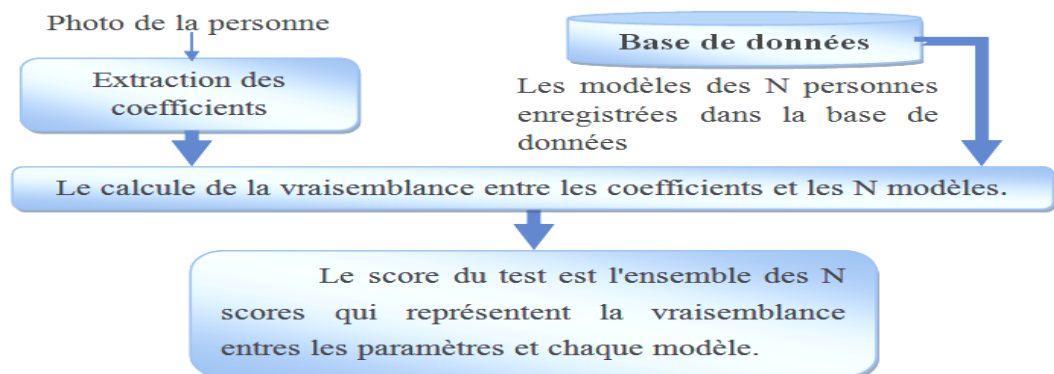 Photo de la personne
Extraction des
coefficients
Base de données
Les modèles des N personnes
enregistrées dans la base de
données
Le calcule de la vraisemblance entre les coefficients et les N modèles.
Le score du test est l'ensemble des N
scores qui représentent la vraisemblance
entres les paramètres et chaque modèle.